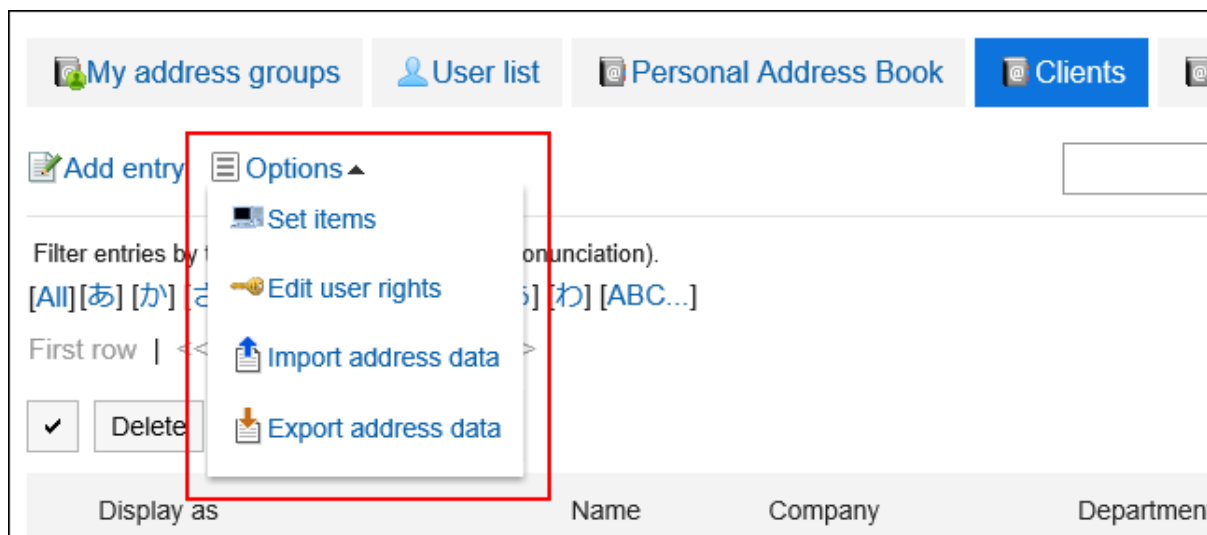 My address groups User list Personal Address Book Clients
Add entry Options
Set items
Filter entries by onunciation).
Edit user rights
[All] [あ] [か] [わ] [ABC...]
First row | <<
Import address data
Delete
Export address data
Display as Name Company Departmen